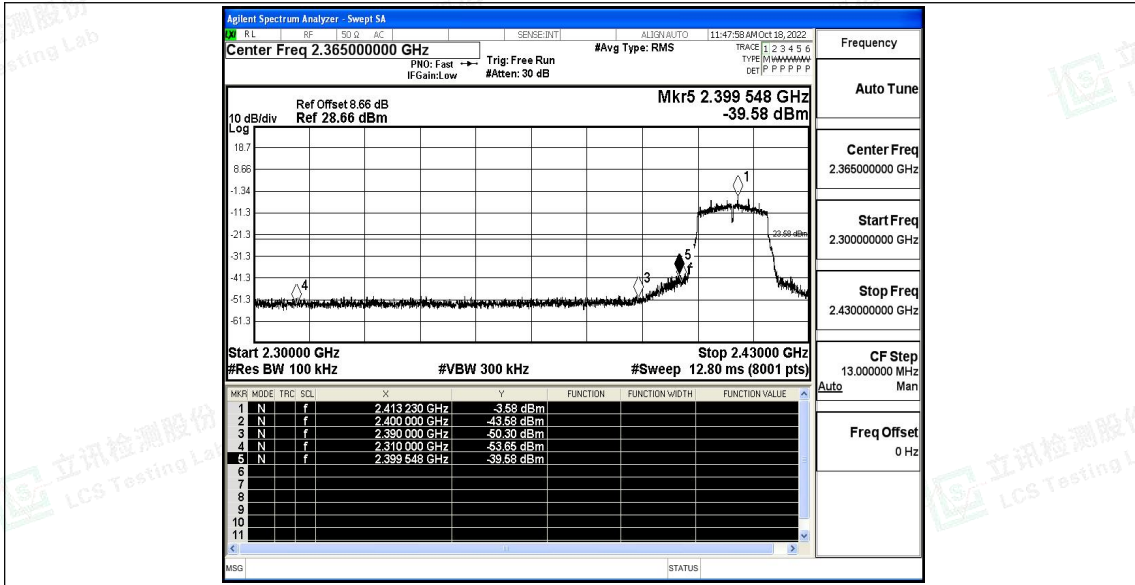 Agilent Spectrum Analyzer - Swept SA
RL RF 50 Ω AC SENSE:INT ALIGN AUTO 11:47:58 AM Oct 18, 2022
Center Freq 2.365000000 GHz
PNO: Fast
IFGain:Low
Trig: Free Run
#Atten: 30 dB
#Avg Type: RMS
TRACE 1 2 3 4 5 6
TYPE M
DET P P P P P P
Frequency
Auto Tune
Center Freq
2.365000000 GHz
Start Freq
2.300000000 GHz
Stop Freq
2.430000000 GHz
CF Step
13.000000 MHz
Auto Man
Freq Offset
0 Hz
Mkr5 2.399 548 GHz
-39.58 dBm
Ref Offset 8.66 dB
10 dB/div Ref 28.66 dBm
Log
18.7
8.66
-1.34
-11.3
-21.3
-31.3
-41.3
-51.3
-61.3
1
23.58 dBm
5
3
4
Start 2.30000 GHz Stop 2.43000 GHz
#Res BW 100 kHz #VBW 300 kHz #Sweep 12.80 ms (8001 pts)
MKR MODE TRC SCL X Y FUNCTION FUNCTION WIDTH FUNCTION VALUE
1 N f 2.413 230 GHz -3.58 dBm
2 N f 2.400 000 GHz -43.58 dBm
3 N f 2.390 000 GHz -50.30 dBm
4 N f 2.310 000 GHz -53.65 dBm
5 N f 2.399 548 GHz -39.58 dBm
6
7
8
9
10
11
MSG STATUS
立讯检测股份
LCS Testing Lab